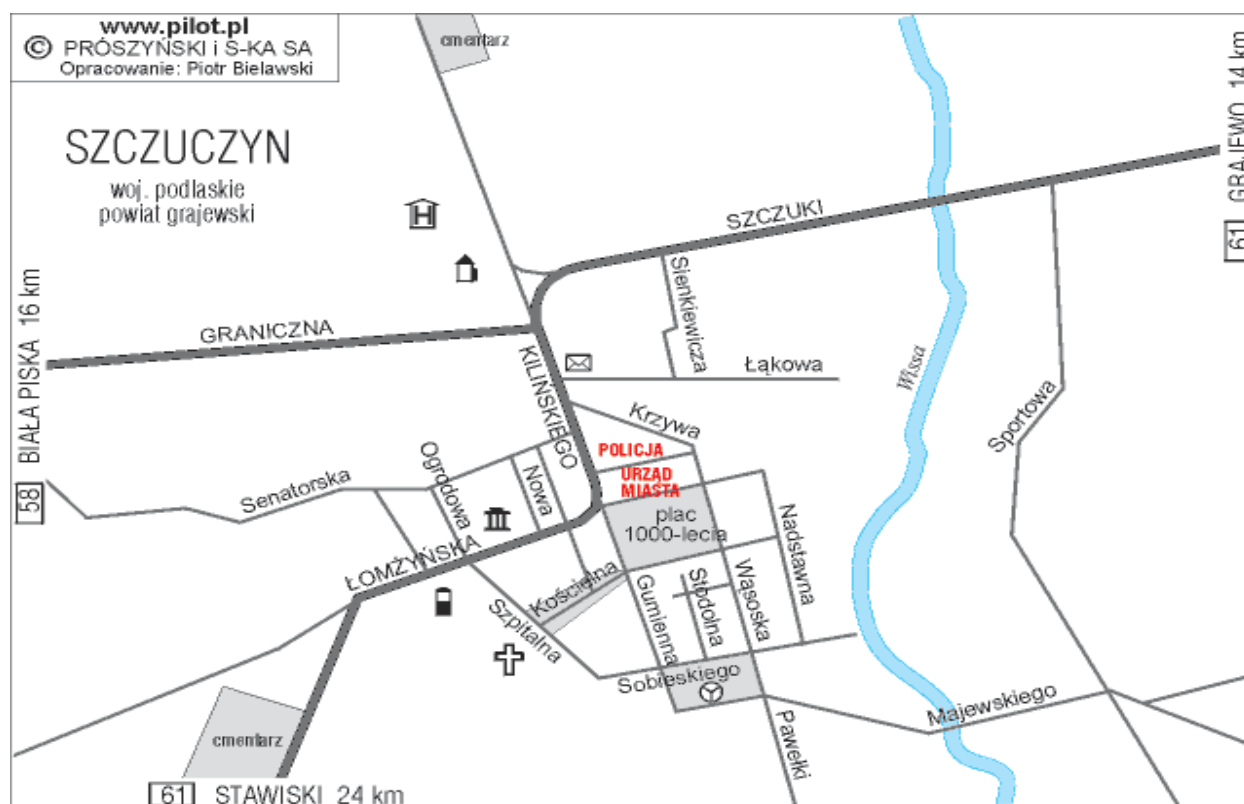 www.pilot.pl
© PRÓSZYŃSKI i S-KA SA
Opracowanie: Piotr Bielawski
cmentarz
SZCZUCZYN
woj. podlaskie
powiat grajewski
H
61 GRAJEWO 14 km
SZCZUKI
Sienkiewicza
GRANICZNA
58 BIAŁA PISKA 16 km
KILIŃSKIEGO
Łąkowa
Wissa
Sportowa
Krzywa
POLICJA
URZĄD
MIASTA
Ogrodowa
Nowa
Senatorska
plac
1000-lecia
Nadstawna
ŁOMŻYŃSKA
Kościelna
Szpitalna
Gumienna
Stodolna
Wąsoska
Sobieskiego
Majewskiego
Pawełki
cmentarz
61 STAWISKI 24 km